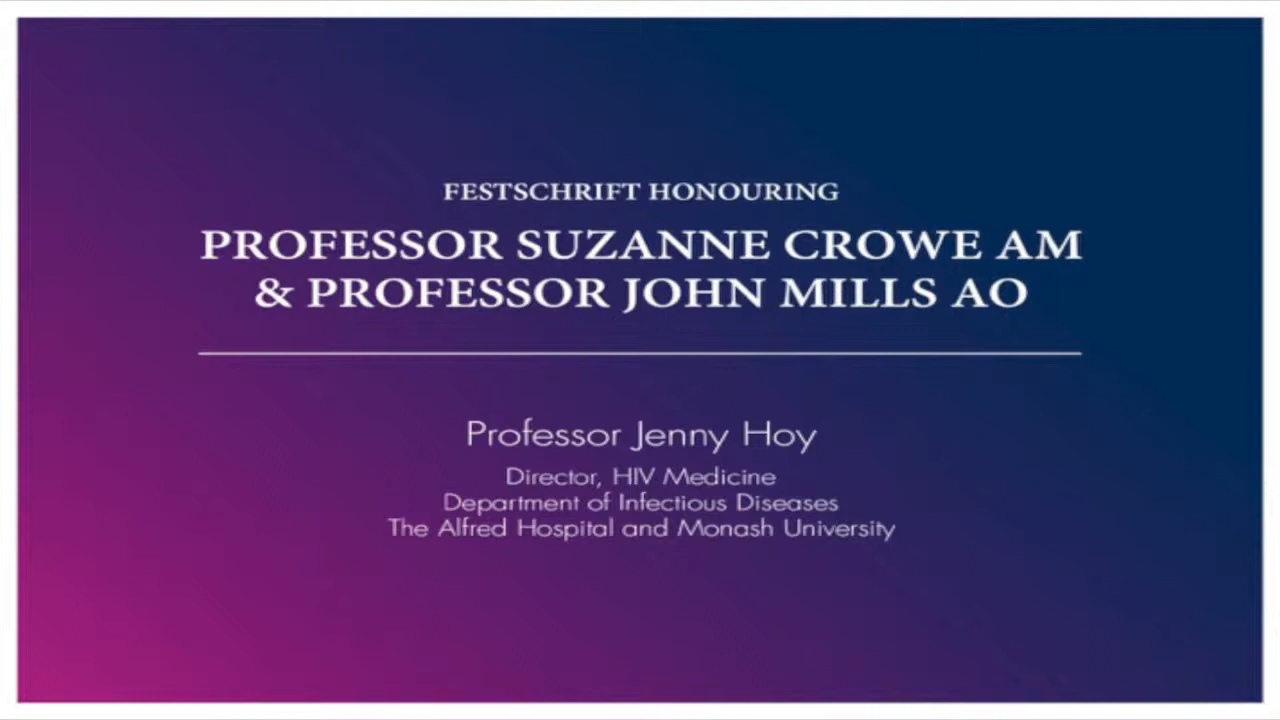 FESTSCHRIFT HONOURING
PROFESSOR SUZANNE CROWE AM
& PROFESSOR JOHN MILLS AO
Professor Jenny Hoy
Director, HIV Medicine
Department of Infectious Diseases
The Alfred Hospital and Monash University